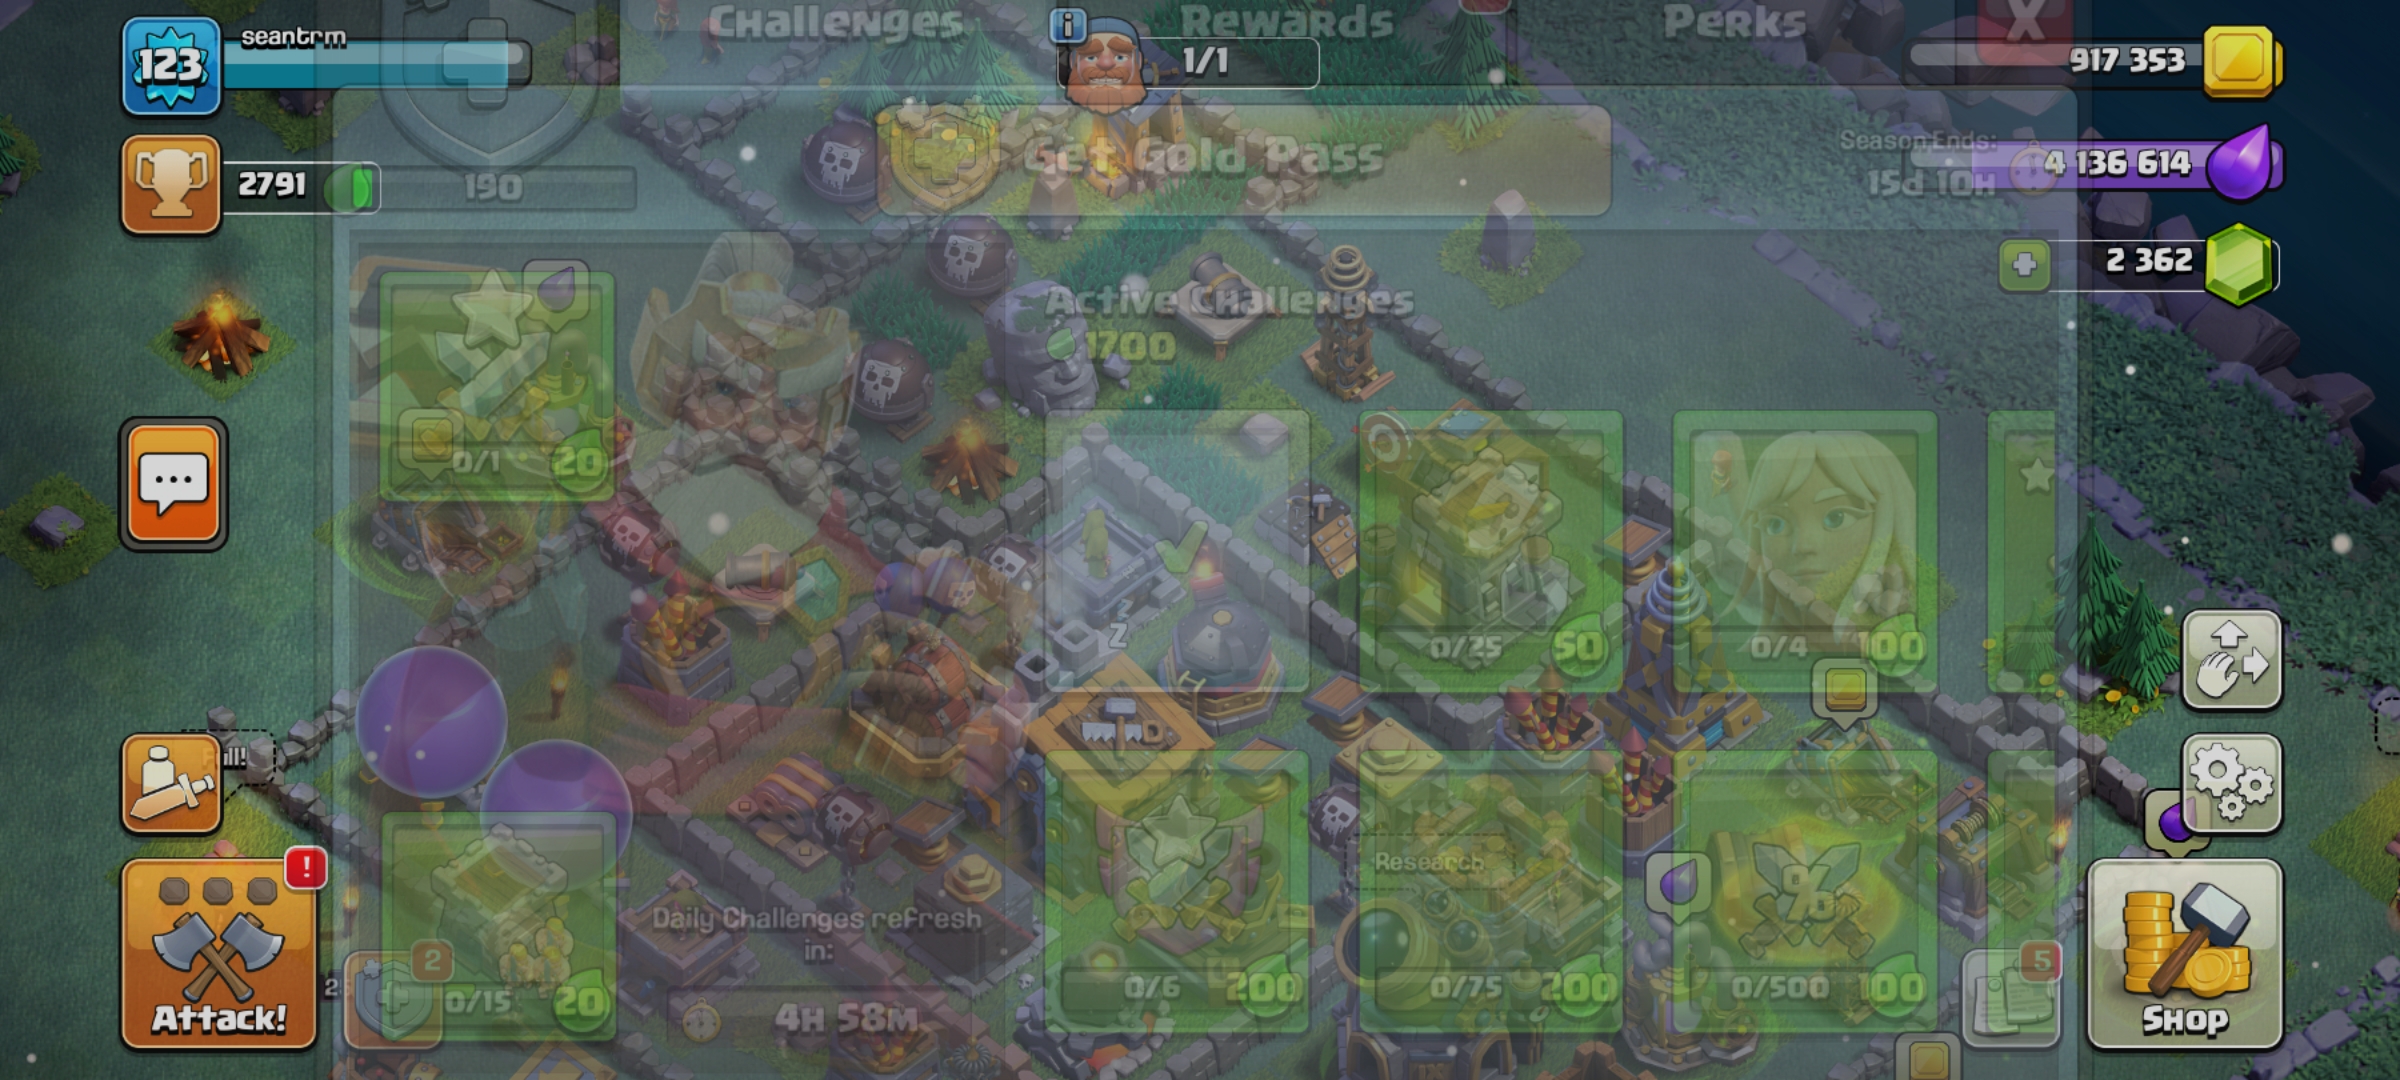 Challenges
Rewards
Perks
X
123
seantrm
i
1/1
917 353
Get Gold Pass
Season Ends:
15d 10H
2791
190
4 136 614
2 362
Active Challenges
1700
0/1
20
0/25
50
0/4
100
z
z
D
Research
%
Daily Challenges refresh
in:
4H 58M
0/15
20
0/6
200
0/75
200
0/500
100
2
5
!
Attack!
Shop